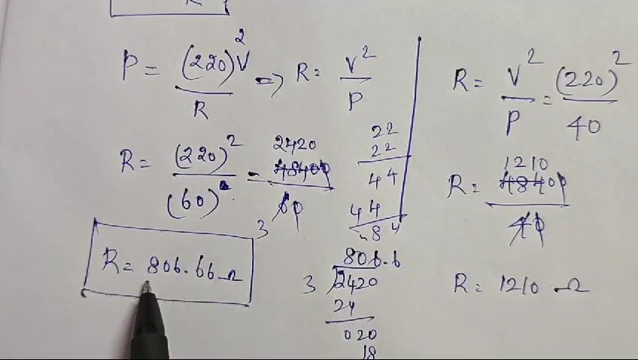 R
P = (220)²V / R => R = V² / P
R = (220)² / (60)² = 2420 48400 / 60 3
R = 806.66 Ω
22
22
44
44
484
806.6
3 2420
24
020
18
R = V² / P = (220)² / 40
R = 1210 48400 / 40
R = 1210 Ω